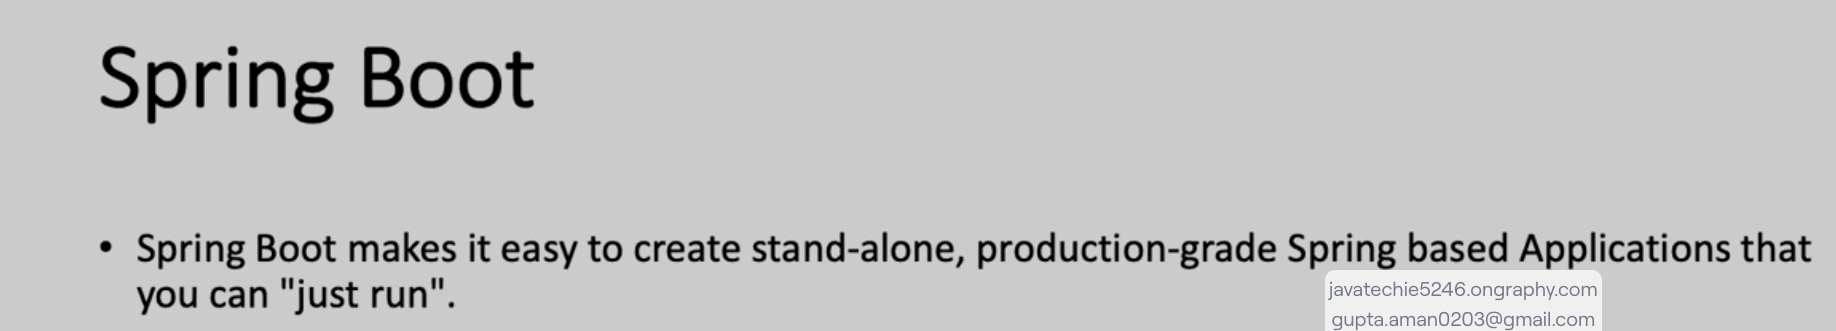 Spring Boot
• Spring Boot makes it easy to create stand-alone, production-grade Spring based Applications that
you can "just run".
javatechie5246.ongraphy.com
gupta.aman0203@gmail.com